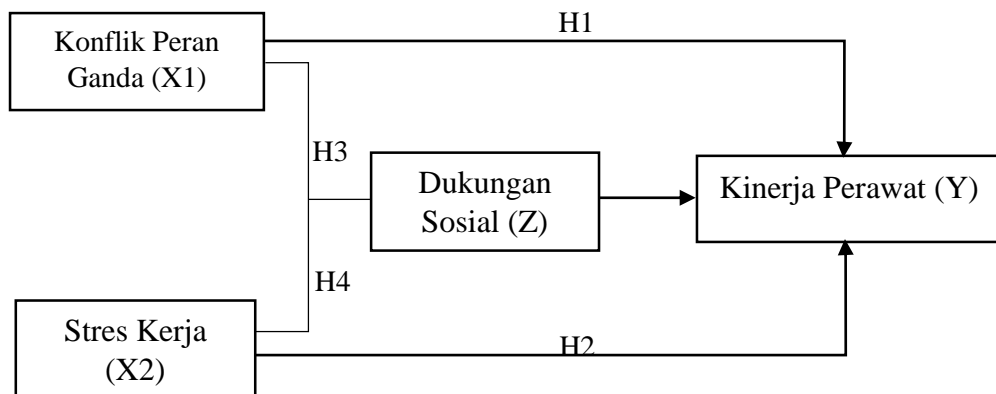 H1
Konflik Peran
Ganda (X1)
H3
Dukungan
Sosial (Z)
Kinerja Perawat (Y)
H4
Stres Kerja
(X2)
H2